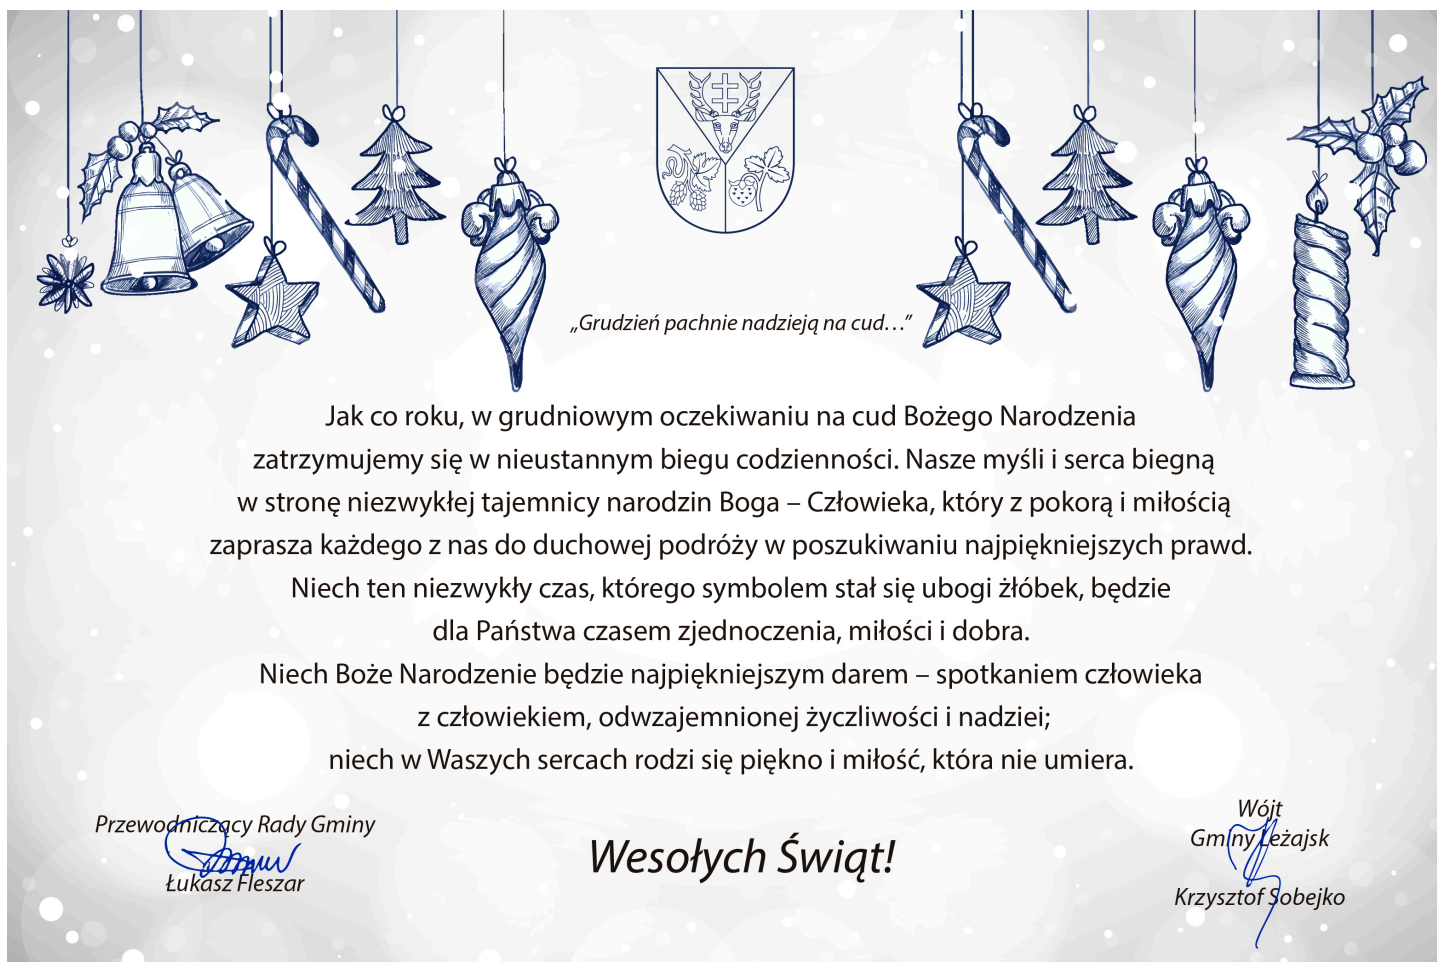 „Grudzień pachnie nadzieją na cud…”
Jak co roku, w grudniowym oczekiwaniu na cud Bożego Narodzenia
zatrzymujemy się w nieustannym biegu codzienności. Nasze myśli i serca biegną
w stronę niezwykłej tajemnicy narodzin Boga – Człowieka, który z pokorą i miłością
zaprasza każdego z nas do duchowej podróży w poszukiwaniu najpiękniejszych prawd.
Niech ten niezwykły czas, którego symbolem stał się ubogi żłóbek, będzie
dla Państwa czasem zjednoczenia, miłości i dobra.
Niech Boże Narodzenie będzie najpiękniejszym darem – spotkaniem człowieka
z człowiekiem, odwzajemnionej życzliwości i nadziei;
niech w Waszych sercach rodzi się piękno i miłość, która nie umiera.
Przewodniczący Rady Gminy
Łukasz Fleszar
Wesołych Świąt!
Wójt
Gminy Leżajsk
Krzysztof Sobejko